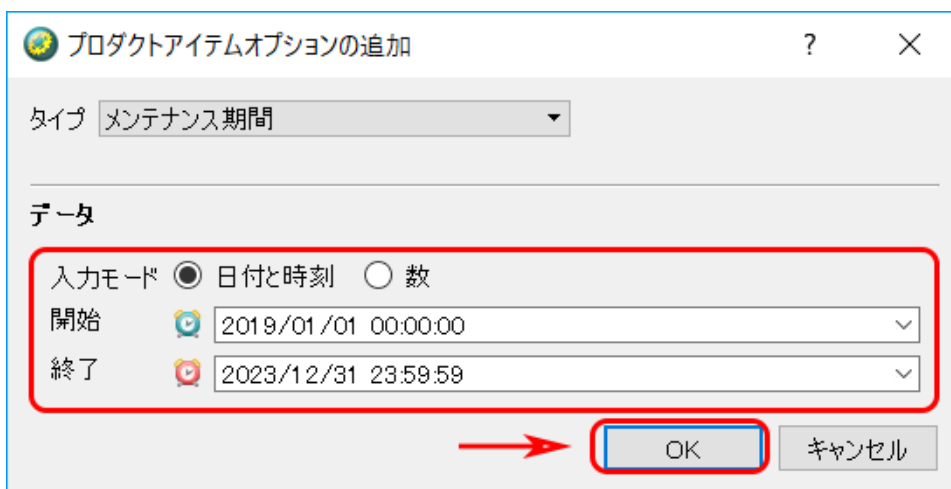 プロダクトアイテムオプションの追加
タイプ メンテナンス期間
データ
入力モード 日付と時刻 数
開始 2019/01/01 00:00:00
終了 2023/12/31 23:59:59
OK キャンセル